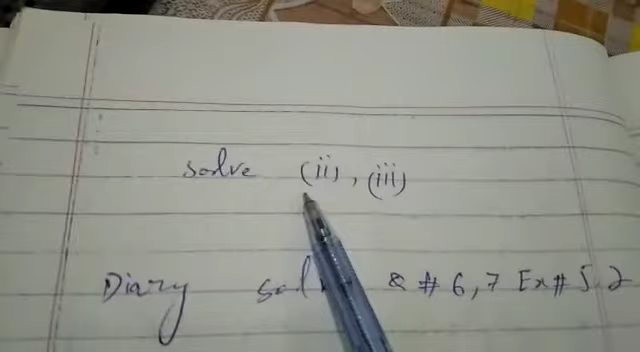 solve (ii), (iii)
Diary & # 6, 7 Ex # 5.2